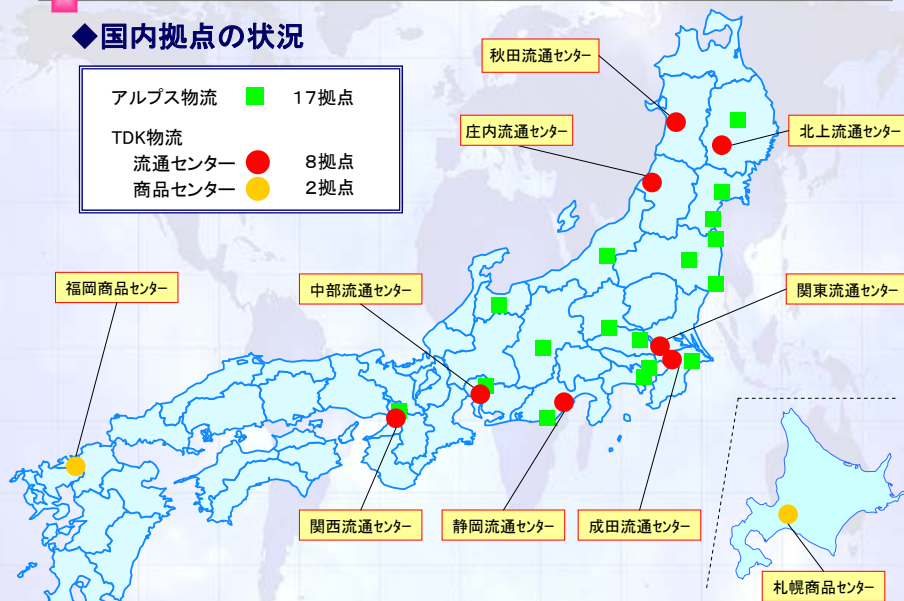 ◆国内拠点の状況
アルプス物流 17拠点
TDK物流
流通センター 8拠点
商品センター 2拠点
秋田流通センター
庄内流通センター
北上流通センター
福岡商品センター
中部流通センター
関東流通センター
関西流通センター
静岡流通センター
成田流通センター
札幌商品センター